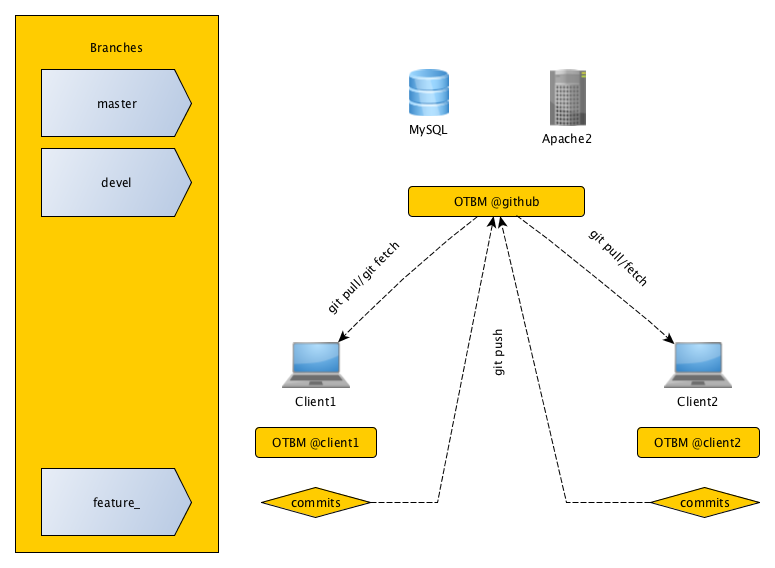 Branches
master
devel
feature_
MySQL
Apache2
OTBM @github
git pull/git fetch
git pull/fetch
git push
Client1
Client2
OTBM @client1
OTBM @client2
commits
commits